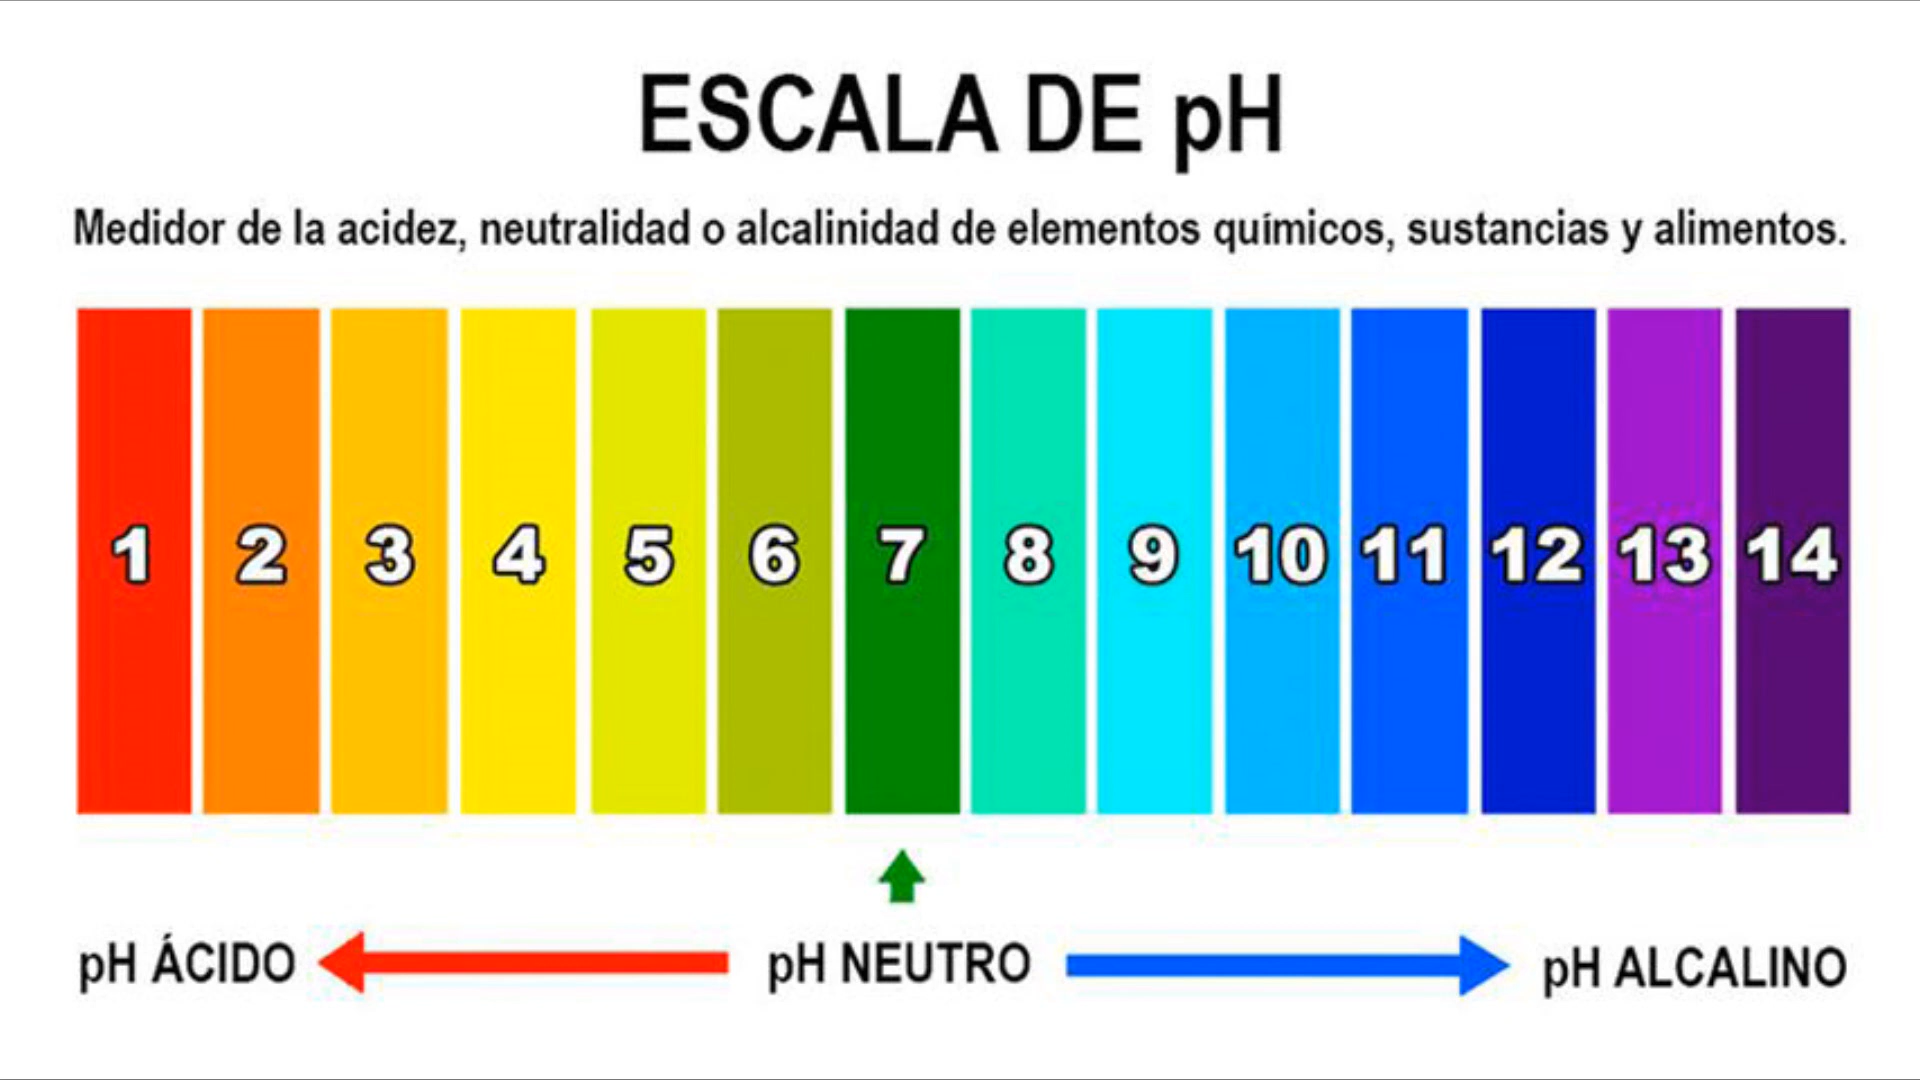 ESCALA DE pH
Medidor de la acidez, neutralidad o alcalinidad de elementos químicos, sustancias y alimentos.
1 2 3 4 5 6 7 8 9 10 11 12 13 14
pH ÁCIDO pH NEUTRO pH ALCALINO